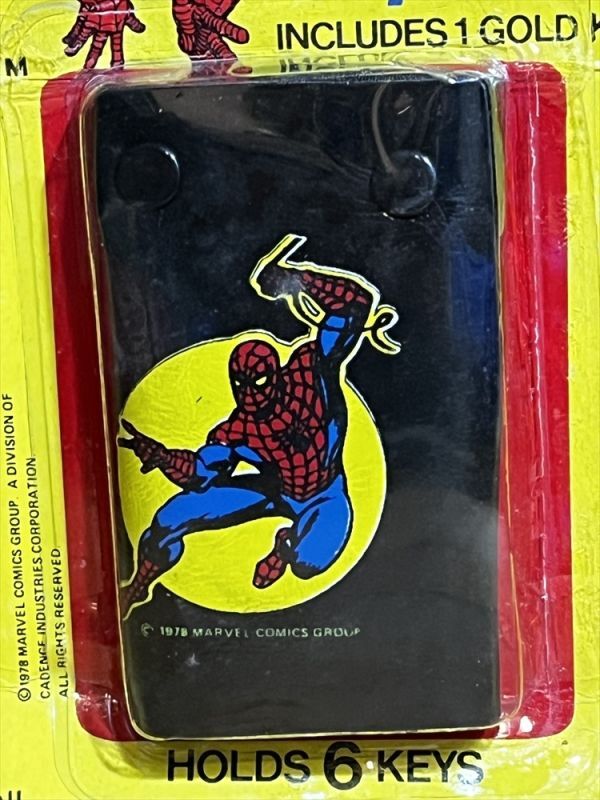 INCLUDES 1 GOLD
M
© 1978 MARVEL COMICS GROUP. A DIVISION OF
CADENCE INDUSTRIES CORPORATION.
ALL RIGHTS RESERVED.
© 1978 MARVEL COMICS GROUP
HOLDS 6 KEYS